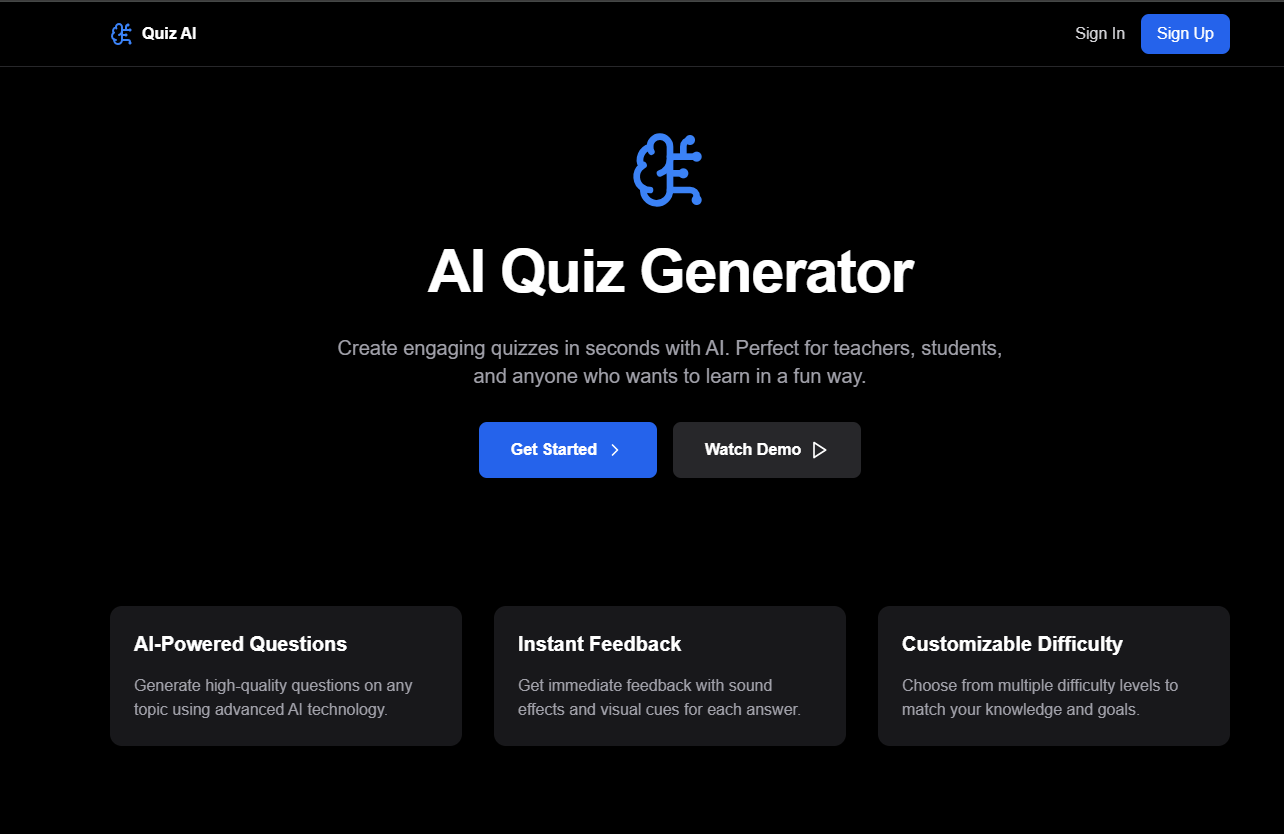 Quiz AI
Sign In
Sign Up
AI Quiz Generator
Create engaging quizzes in seconds with AI. Perfect for teachers, students,
and anyone who wants to learn in a fun way.
Get Started
Watch Demo
AI-Powered Questions
Generate high-quality questions on any
topic using advanced AI technology.
Instant Feedback
Get immediate feedback with sound
effects and visual cues for each answer.
Customizable Difficulty
Choose from multiple difficulty levels to
match your knowledge and goals.